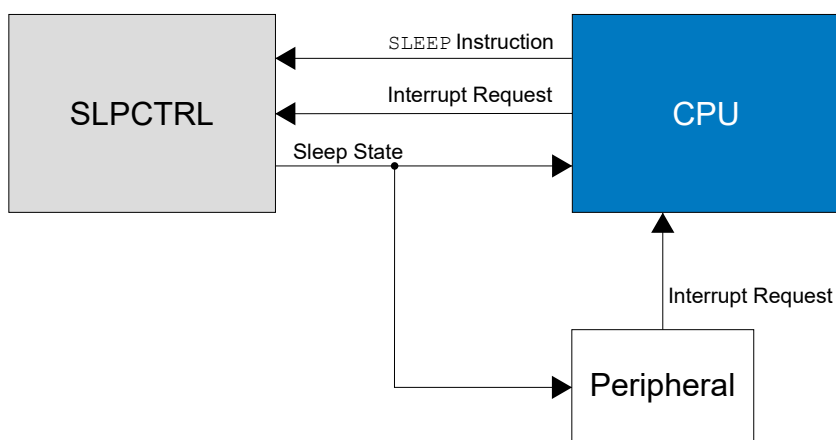 SLEEP Instruction
SLPCTRL
Interrupt Request
CPU
Sleep State
Interrupt Request
Peripheral